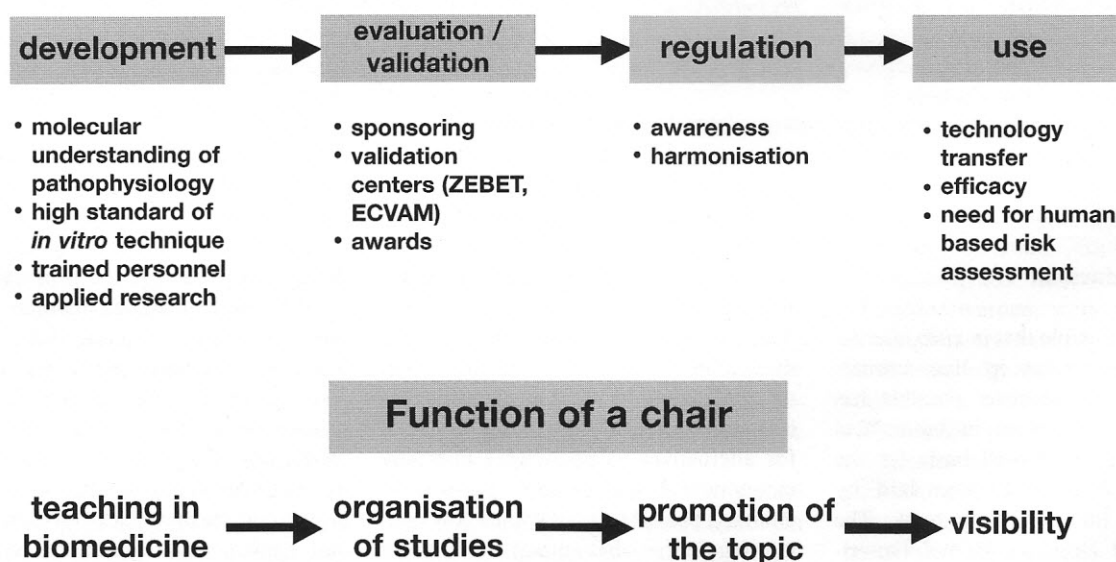 development
evaluation /
validation
regulation
use
• molecular
understanding of
pathophysiology
• high standard of
in vitro technique
• trained personnel
• applied research
• sponsoring
• validation
centers (ZEBET,
ECVAM)
• awards
• awareness
• harmonisation
• technology
transfer
• efficacy
• need for human
based risk
assessment
Function of a chair
teaching in
biomedicine
organisation
of studies
promotion of
the topic
visibility